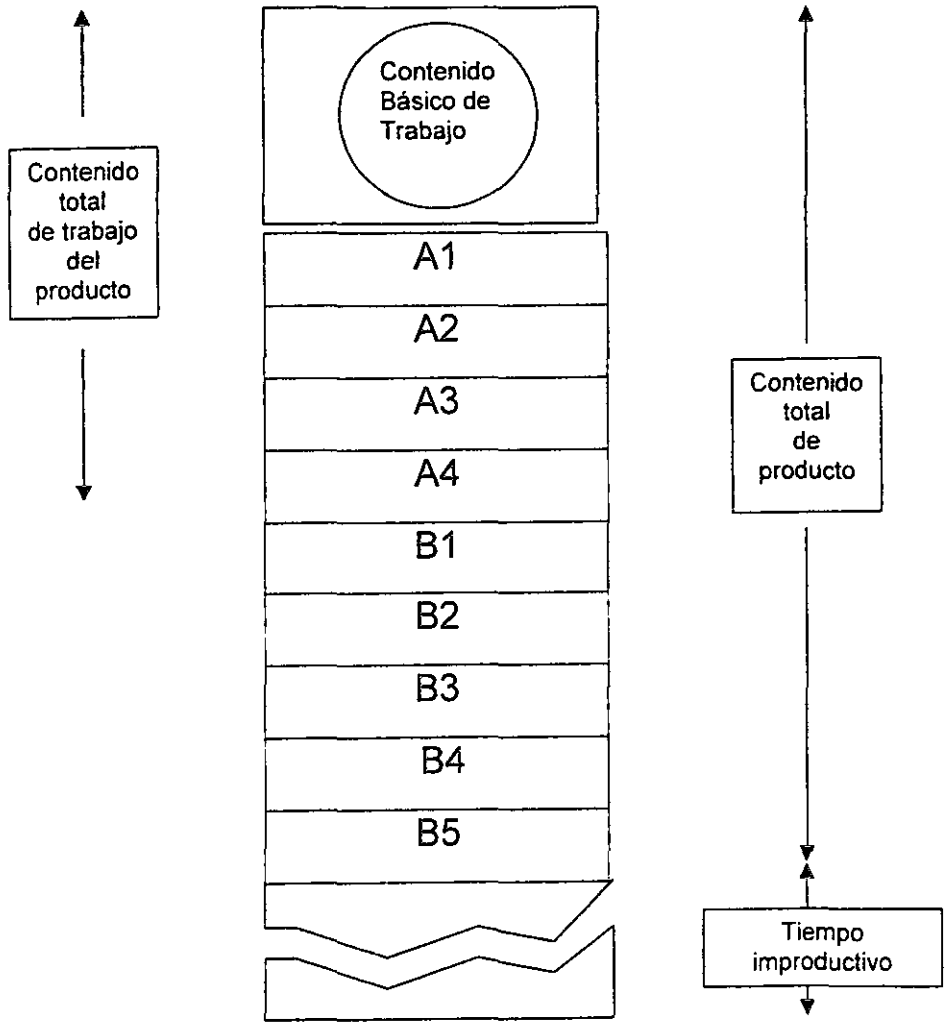 Contenido
Básico de
Trabajo
Contenido
total
de trabajo
del
producto
A1
A2
A3
A4
B1
B2
B3
B4
B5
Contenido
total
de
producto
Tiempo
improductivo